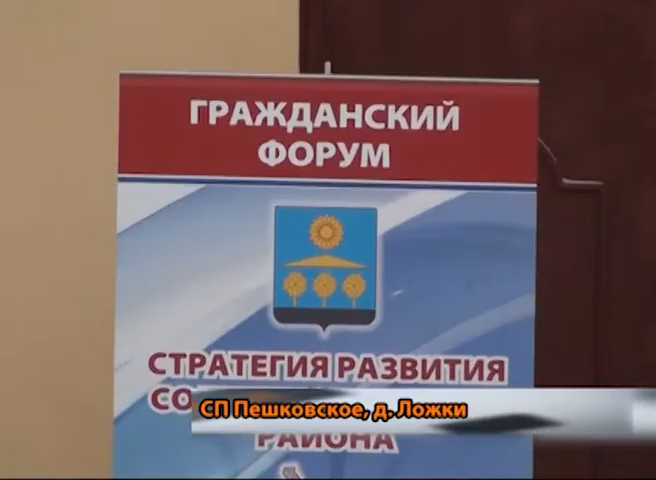 ГРАЖДАНСКИЙ
ФОРУМ
СТРАТЕГИЯ РАЗВИТИЯ
СП Пешковское, д. Ложки
РАЙОНА